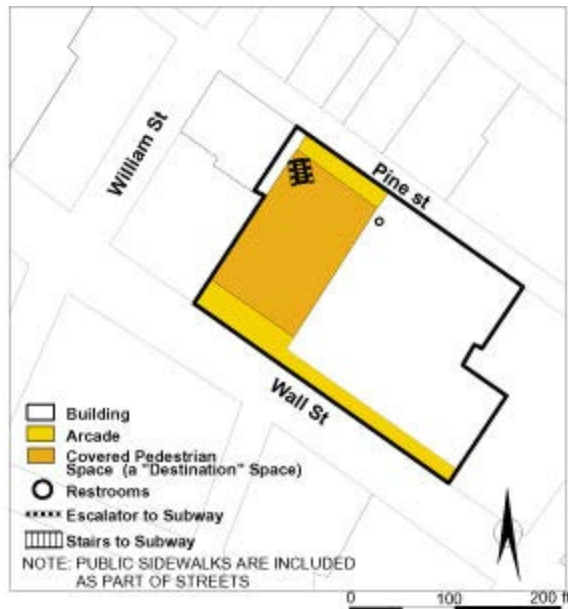 William St
Pine st
Wall St
Building
Arcade
Covered Pedestrian
Space (a "Destination" Space)
Restrooms
Escalator to Subway
Stairs to Subway
NOTE: PUBLIC SIDEWALKS ARE INCLUDED
AS PART OF STREETS
0 100 200 ft